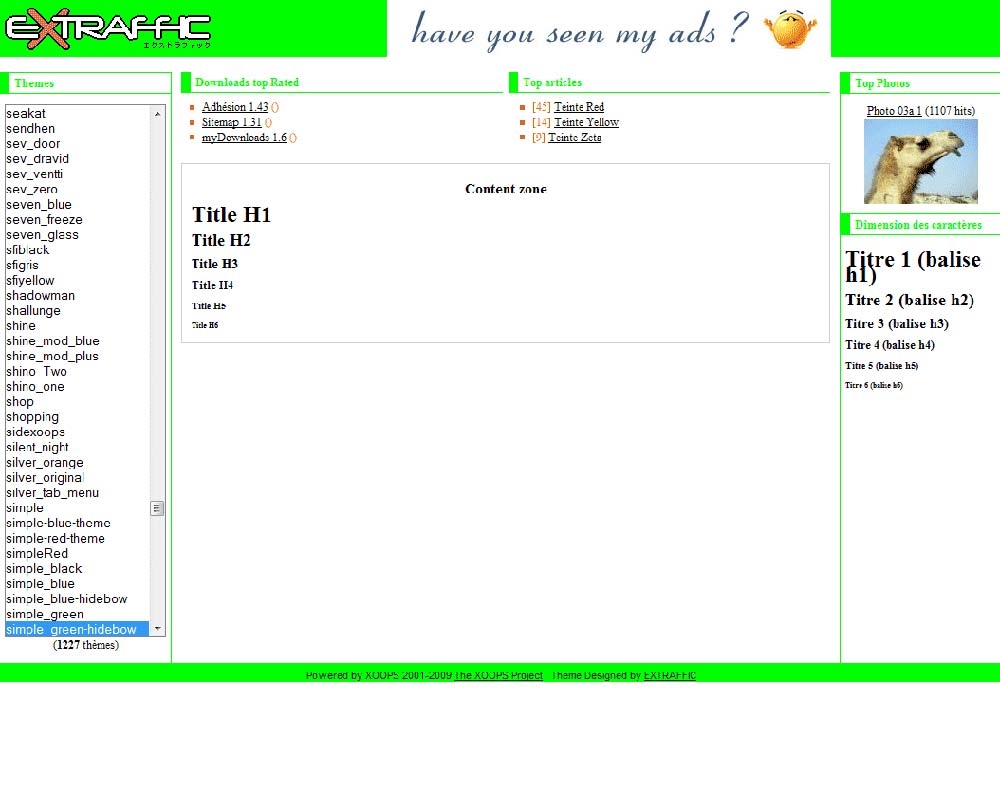 EXTRAFFIC
エクストラフィック
have you seen my ads ?
Themes
seakat
sendhen
sev_door
sev_dravid
sev_ventti
sev_zero
seven_blue
seven_freeze
seven_glass
sfiblack
sfigris
sfiyellow
shadowman
shallunge
shine
shine_mod_blue
shine_mod_plus
shino_Two
shino_one
shop
shopping
sidexoops
silent_night
silver_orange
silver_original
silver_tab_menu
simple
simple-blue-theme
simple-red-theme
simpleRed
simple_black
simple_blue
simple_blue-hidebow
simple_green
simple_green-hidebow
(1227 thèmes)
Downloads top Rated
Adhésion 1.43 ()
Sitemap 1.31 ()
myDownloads 1.6 ()
Top articles
[45] Teinte Red
[14] Teinte Yellow
[9] Teinte Zeta
Content zone
Title H1
Title H2
Title H3
Title H4
Title H5
Title H6
Top Photos
Photo 03a 1 (1107 hits)
Dimension des caractères
Titre 1 (balise
h1)
Titre 2 (balise h2)
Titre 3 (balise h3)
Titre 4 (balise h4)
Titre 5 (balise h5)
Titre 6 (balise h6)
Powered by XOOPS 2001-2009 The XOOPS Project Theme Designed by EXTRAFFIC